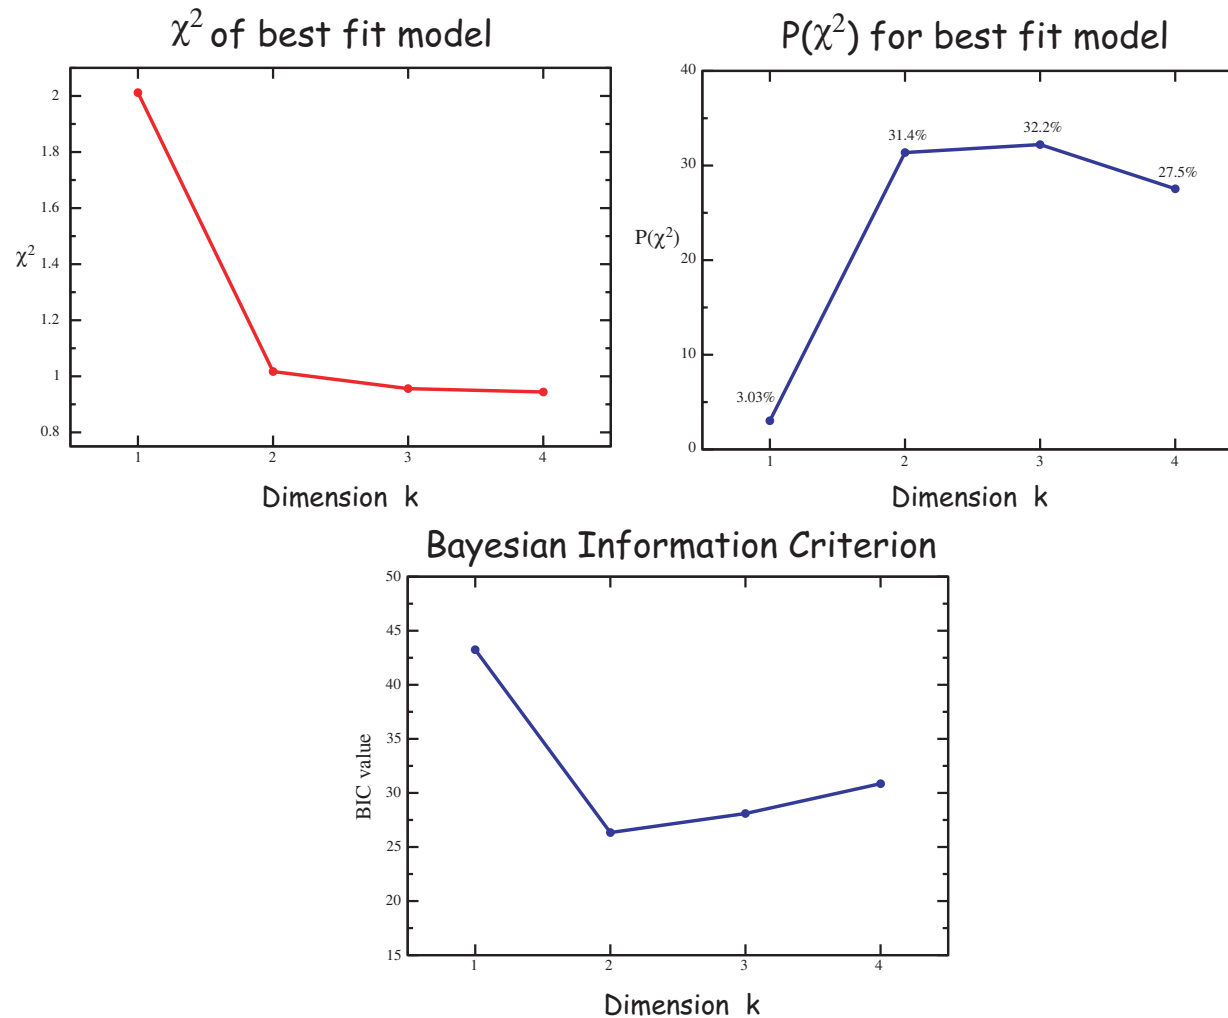 χ² of best fit model
2
1.8
1.6
1.4
1.2
1
0.8
χ²
1 2 3 4
Dimension k
P(χ²) for best fit model
40
30
20
10
0
P(χ²)
3.03%
31.4%
32.2%
27.5%
1 2 3 4
Dimension k
Bayesian Information Criterion
50
45
40
35
30
25
20
15
BIC value
1 2 3 4
Dimension k